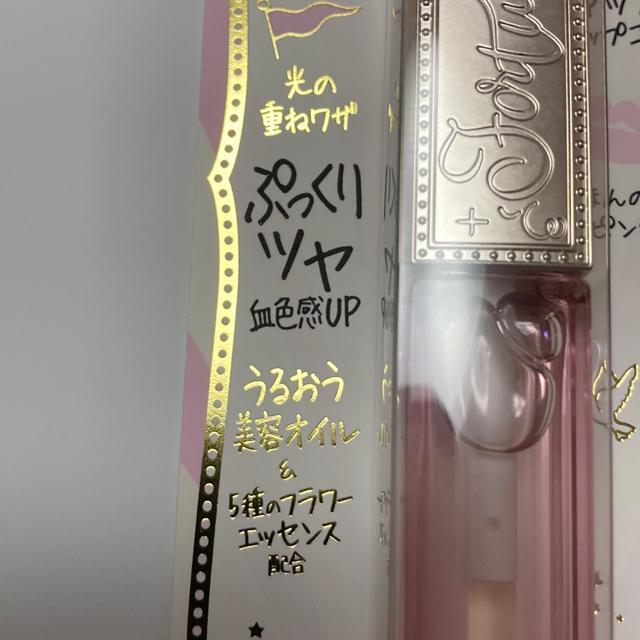 光の
重ねワザ
ぷっくり
ツヤ
血色感UP
うるおう
美容オイル
&
5種のフラワー
エッセンス
配合